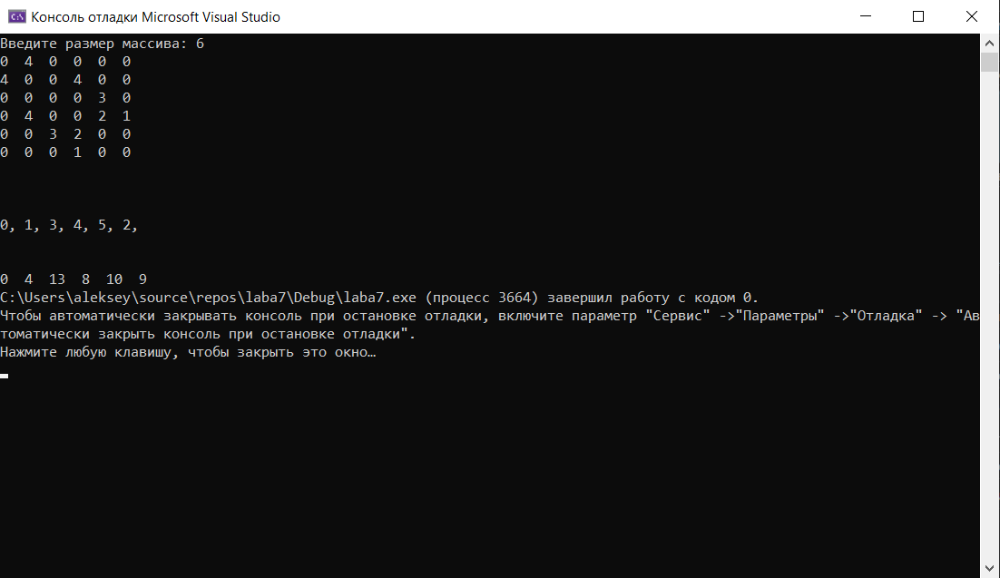 Консоль отладки Microsoft Visual Studio
Введите размер массива: 6
0  4  0  0  0  0
4  0  0  4  0  0
0  0  0  0  3  0
0  4  0  0  2  1
0  0  3  2  0  0
0  0  0  1  0  0
0, 1, 3, 4, 5, 2,
0  4  13  8  10  9
C:\Users\aleksey\source\repos\laba7\Debug\laba7.exe (процесс 3664) завершил работу с кодом 0.
Чтобы автоматически закрывать консоль при остановке отладки, включите параметр "Сервис" ->"Параметры" ->"Отладка" -> "Ав
томатически закрыть консоль при остановке отладки".
Нажмите любую клавишу, чтобы закрыть это окно…